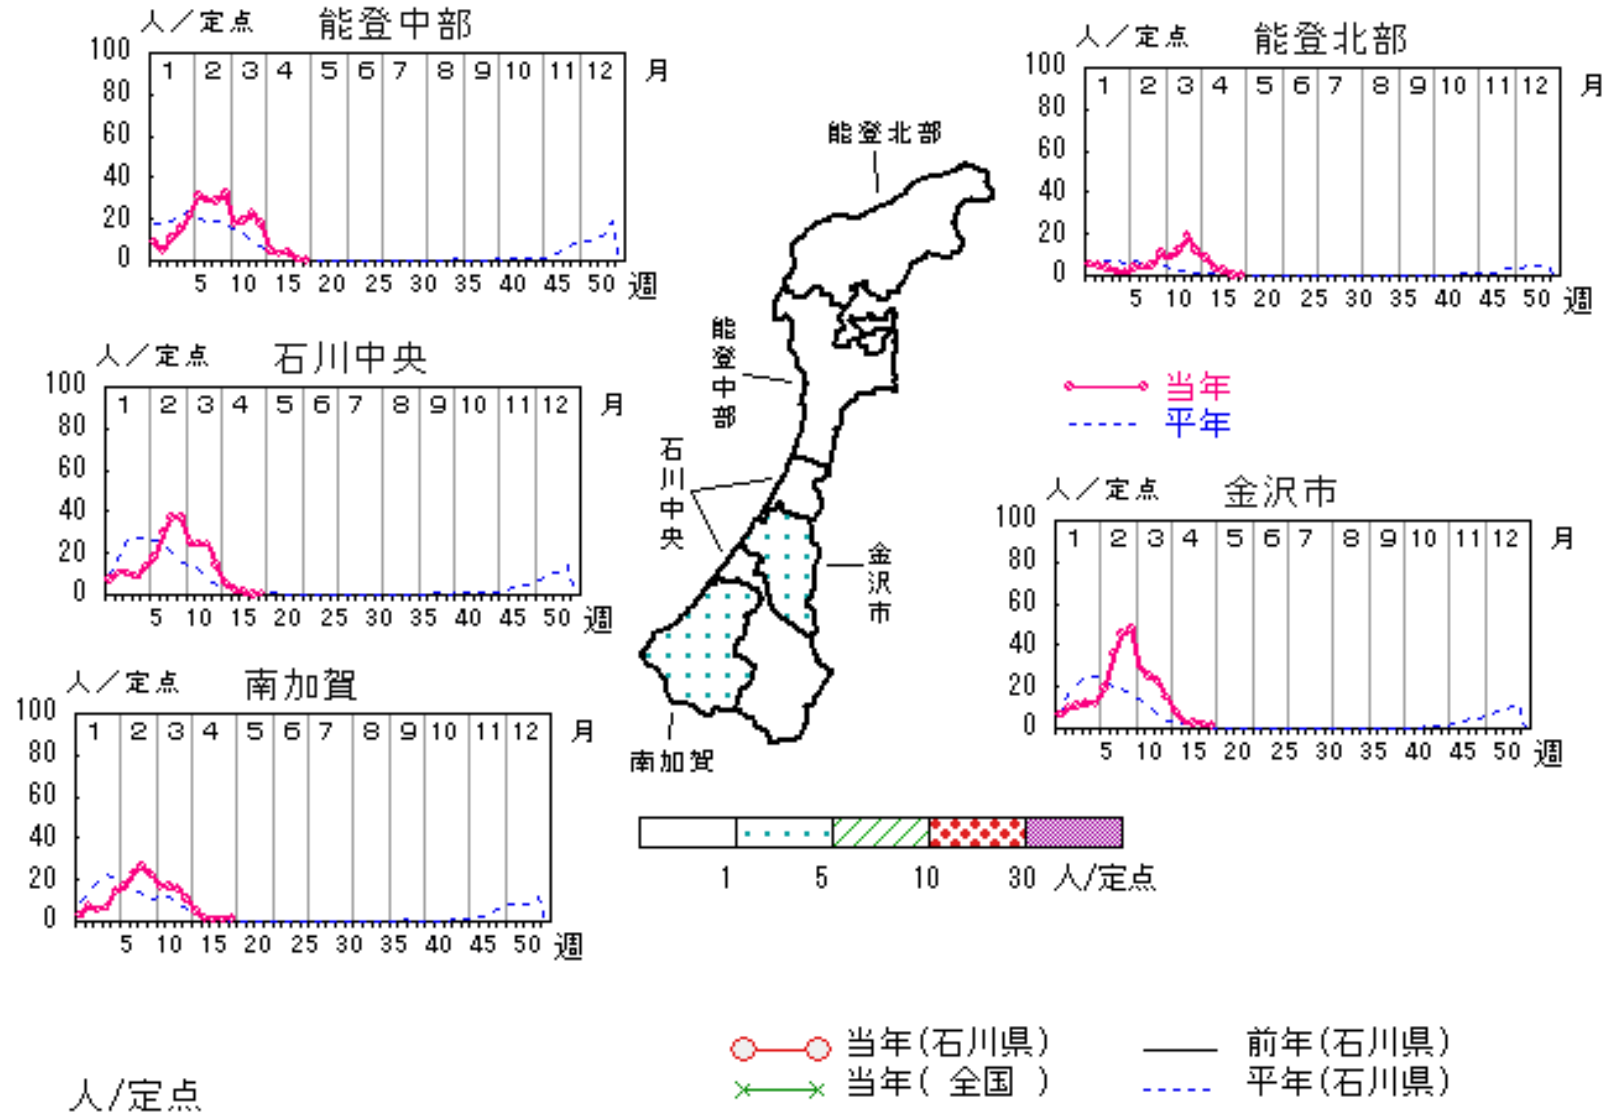 人／定点 能登中部
100
80
60
40
20
0
1 2 3 4 5 6 7 8 9 10 11 12 月
5 10 15 20 25 30 35 40 45 50 週
人／定点 能登北部
100
80
60
40
20
0
1 2 3 4 5 6 7 8 9 10 11 12 月
5 10 15 20 25 30 35 40 45 50 週
能登北部
能登中部
石川中央
金沢市
南加賀
人／定点 石川中央
100
80
60
40
20
0
1 2 3 4 5 6 7 8 9 10 11 12 月
5 10 15 20 25 30 35 40 45 50 週
当年
平年
人／定点 金沢市
100
80
60
40
20
0
1 2 3 4 5 6 7 8 9 10 11 12 月
5 10 15 20 25 30 35 40 45 50 週
人／定点 南加賀
100
80
60
40
20
0
1 2 3 4 5 6 7 8 9 10 11 12 月
5 10 15 20 25 30 35 40 45 50 週
1 5 10 30 人/定点
当年(石川県) 前年(石川県)
当年( 全国 ) 平年(石川県)
人/定点